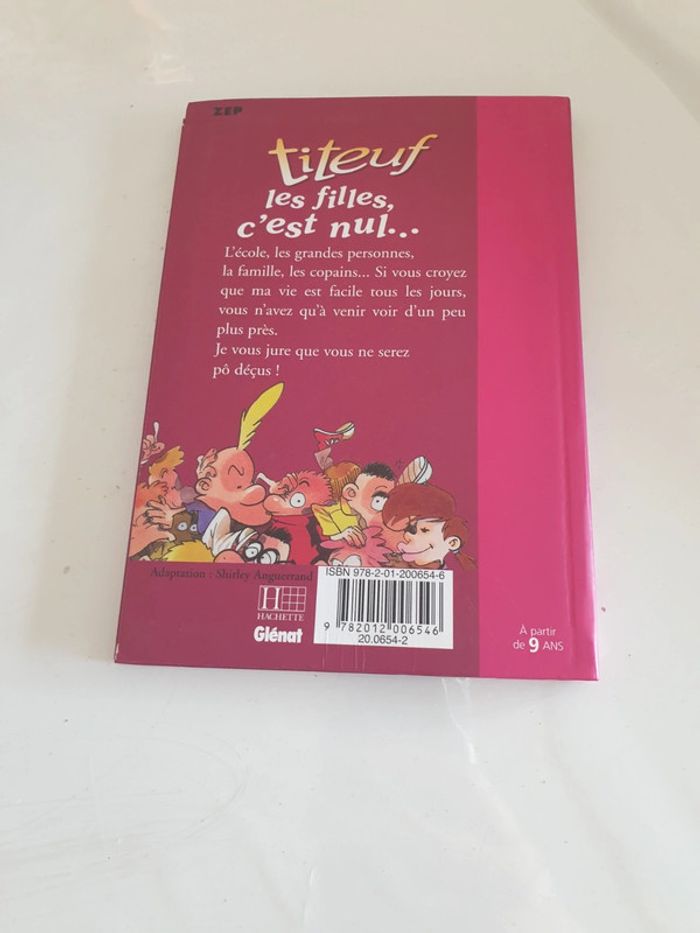 ZEP
titeuf
les filles,
c'est nul...
L'école, les grandes personnes,
la famille, les copains... Si vous croyez
que ma vie est facile tous les jours,
vous n'avez qu'à venir voir d'un peu
plus près.
Je vous jure que vous ne serez
pô déçus !
Adaptation : Shirley Anguerrand
ISBN 978-2-01-200654-6
H
HACHETTE
Glénat
9 782012 006546
20.0654-2
À partir
de 9 ANS